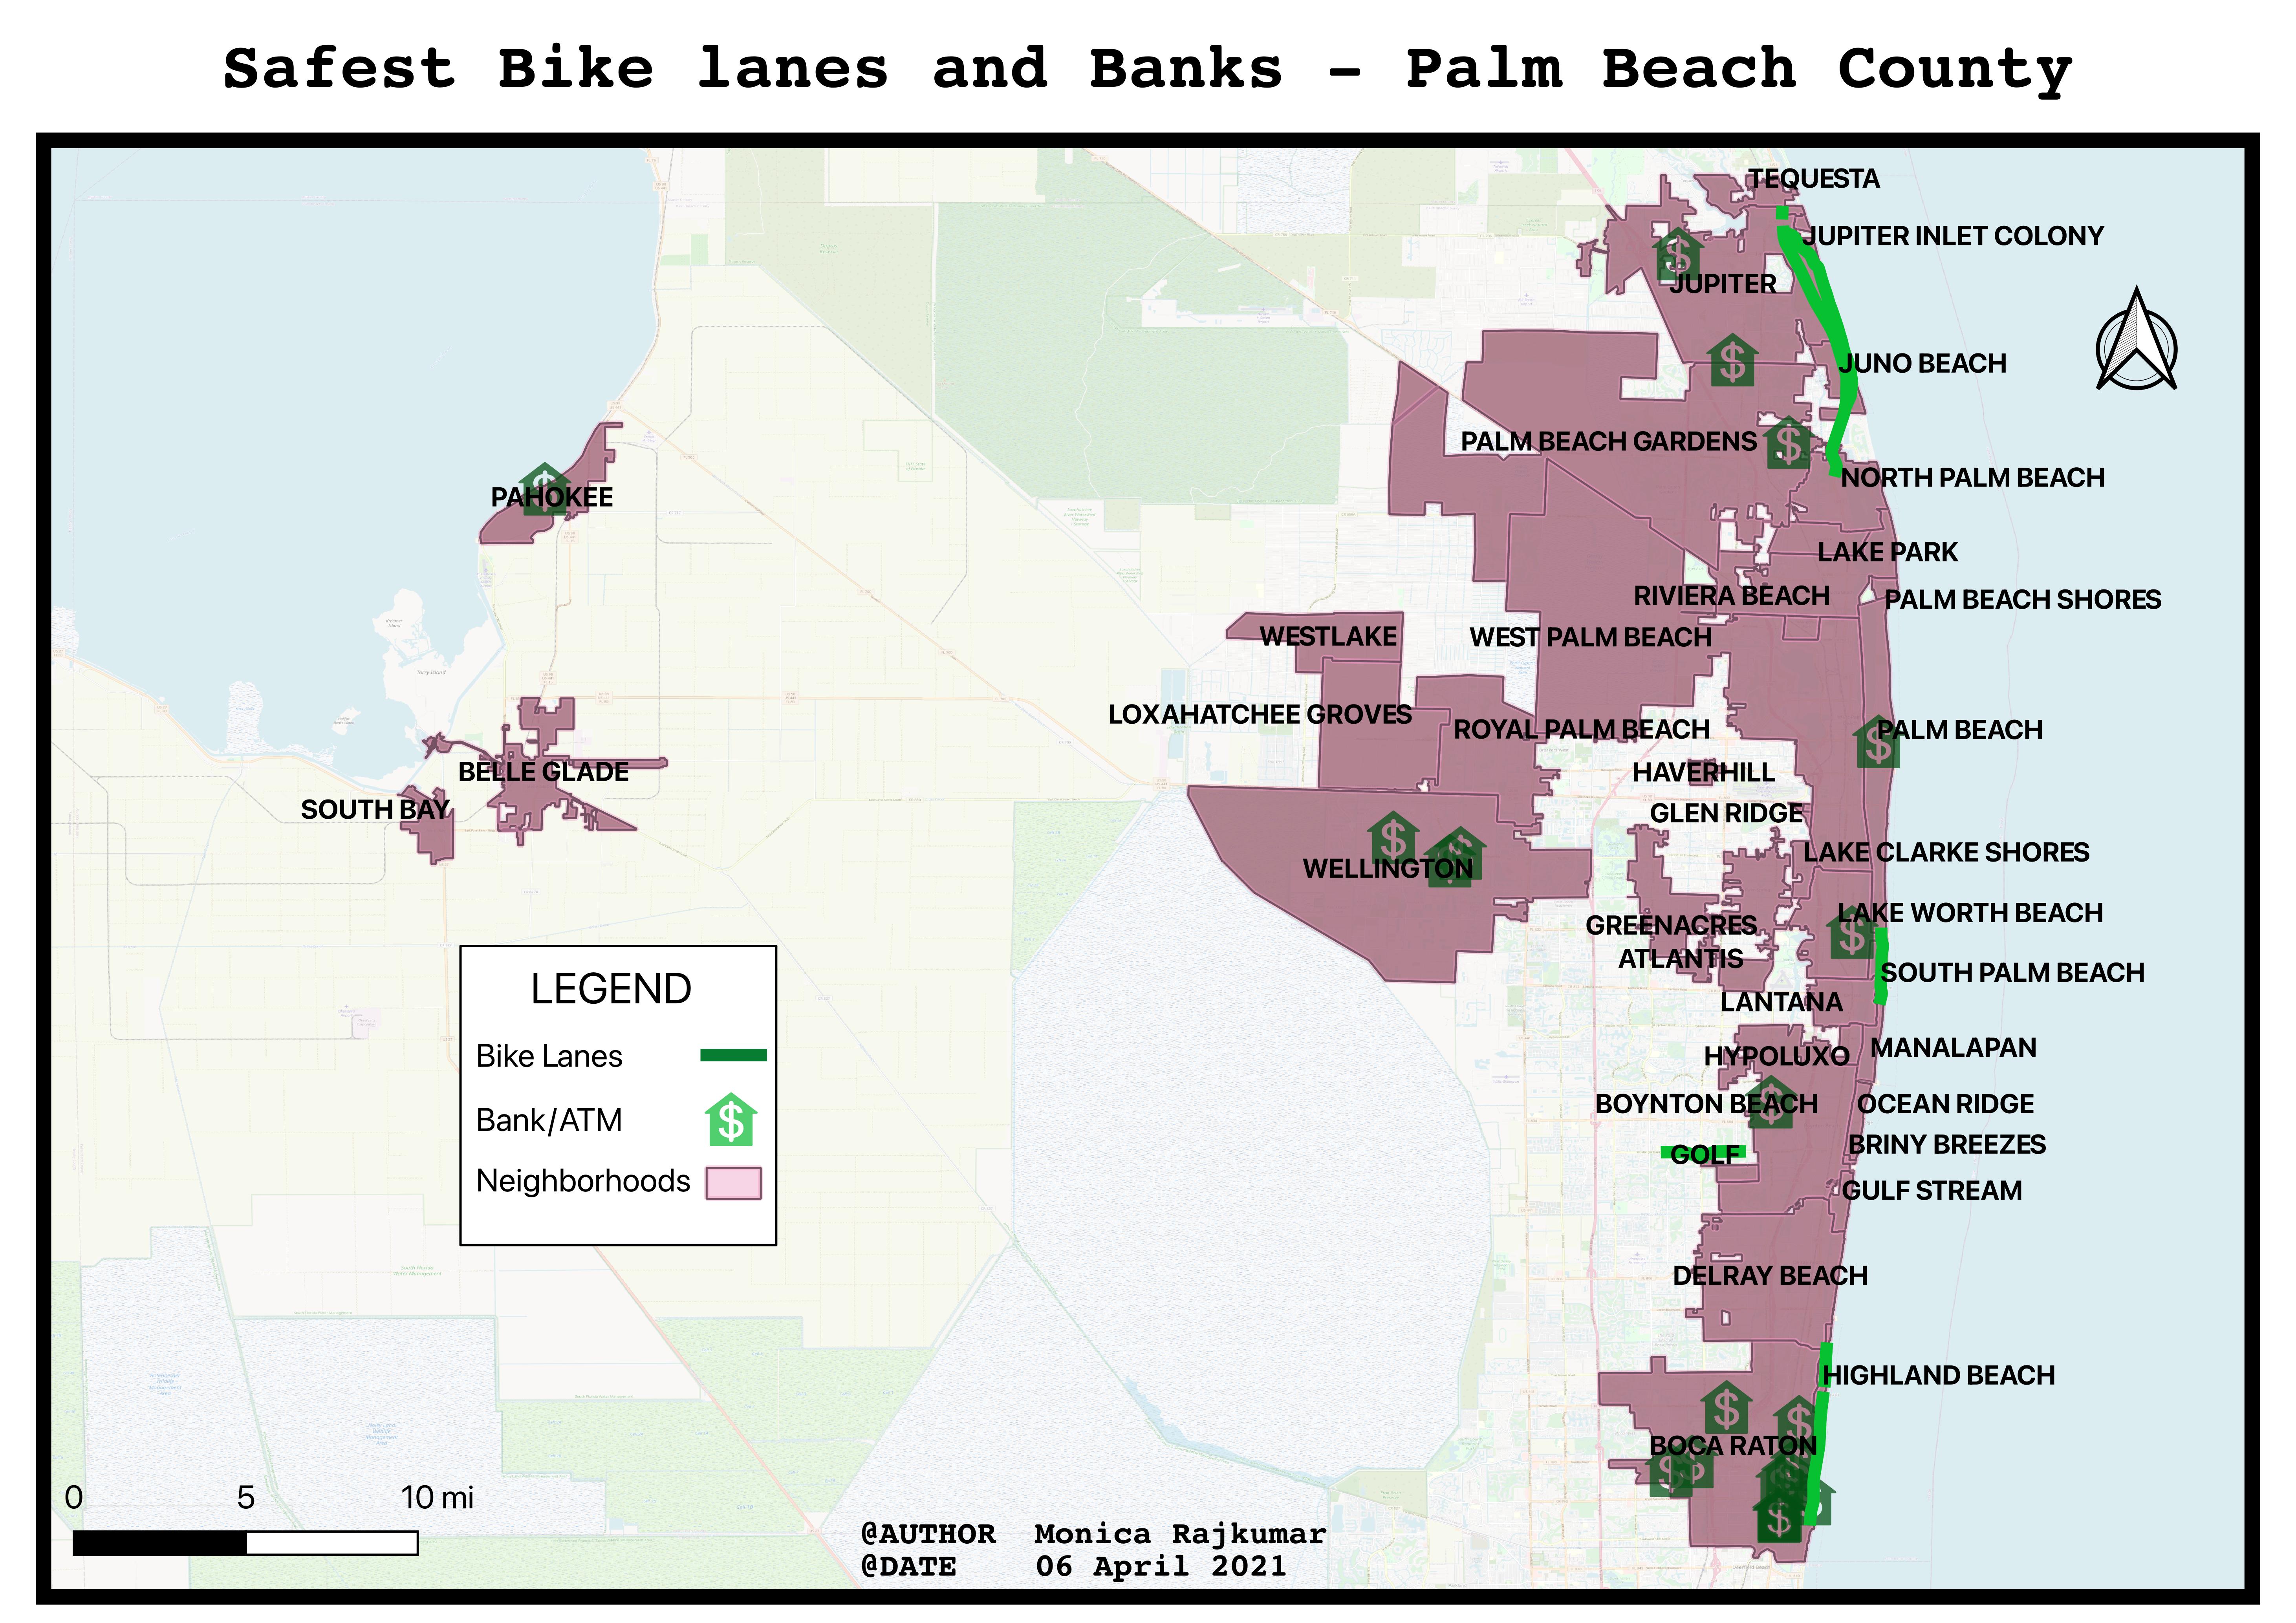 Safest Bike lanes and Banks - Palm Beach County
TEQUESTA
JUPITER INLET COLONY
JUPITER
JUNO BEACH
PALM BEACH GARDENS
NORTH PALM BEACH
PAHOKEE
LAKE PARK
RIVIERA BEACH
PALM BEACH SHORES
WESTLAKE
WEST PALM BEACH
LOXAHATCHEE GROVES
ROYAL PALM BEACH
PALM BEACH
BELLE GLADE
HAVERHILL
SOUTH BAY
GLEN RIDGE
LAKE CLARKE SHORES
WELLINGTON
LAKE WORTH BEACH
GREENACRES
ATLANTIS
SOUTH PALM BEACH
LANTANA
MANALAPAN
HYPOLUXO
BOYNTON BEACH
OCEAN RIDGE
BRINY BREEZES
GOLF
GULF STREAM
DELRAY BEACH
HIGHLAND BEACH
BOCA RATON
LEGEND
Bike Lanes
Bank/ATM
Neighborhoods
0 5 10 mi
@AUTHOR Monica Rajkumar
@DATE 06 April 2021